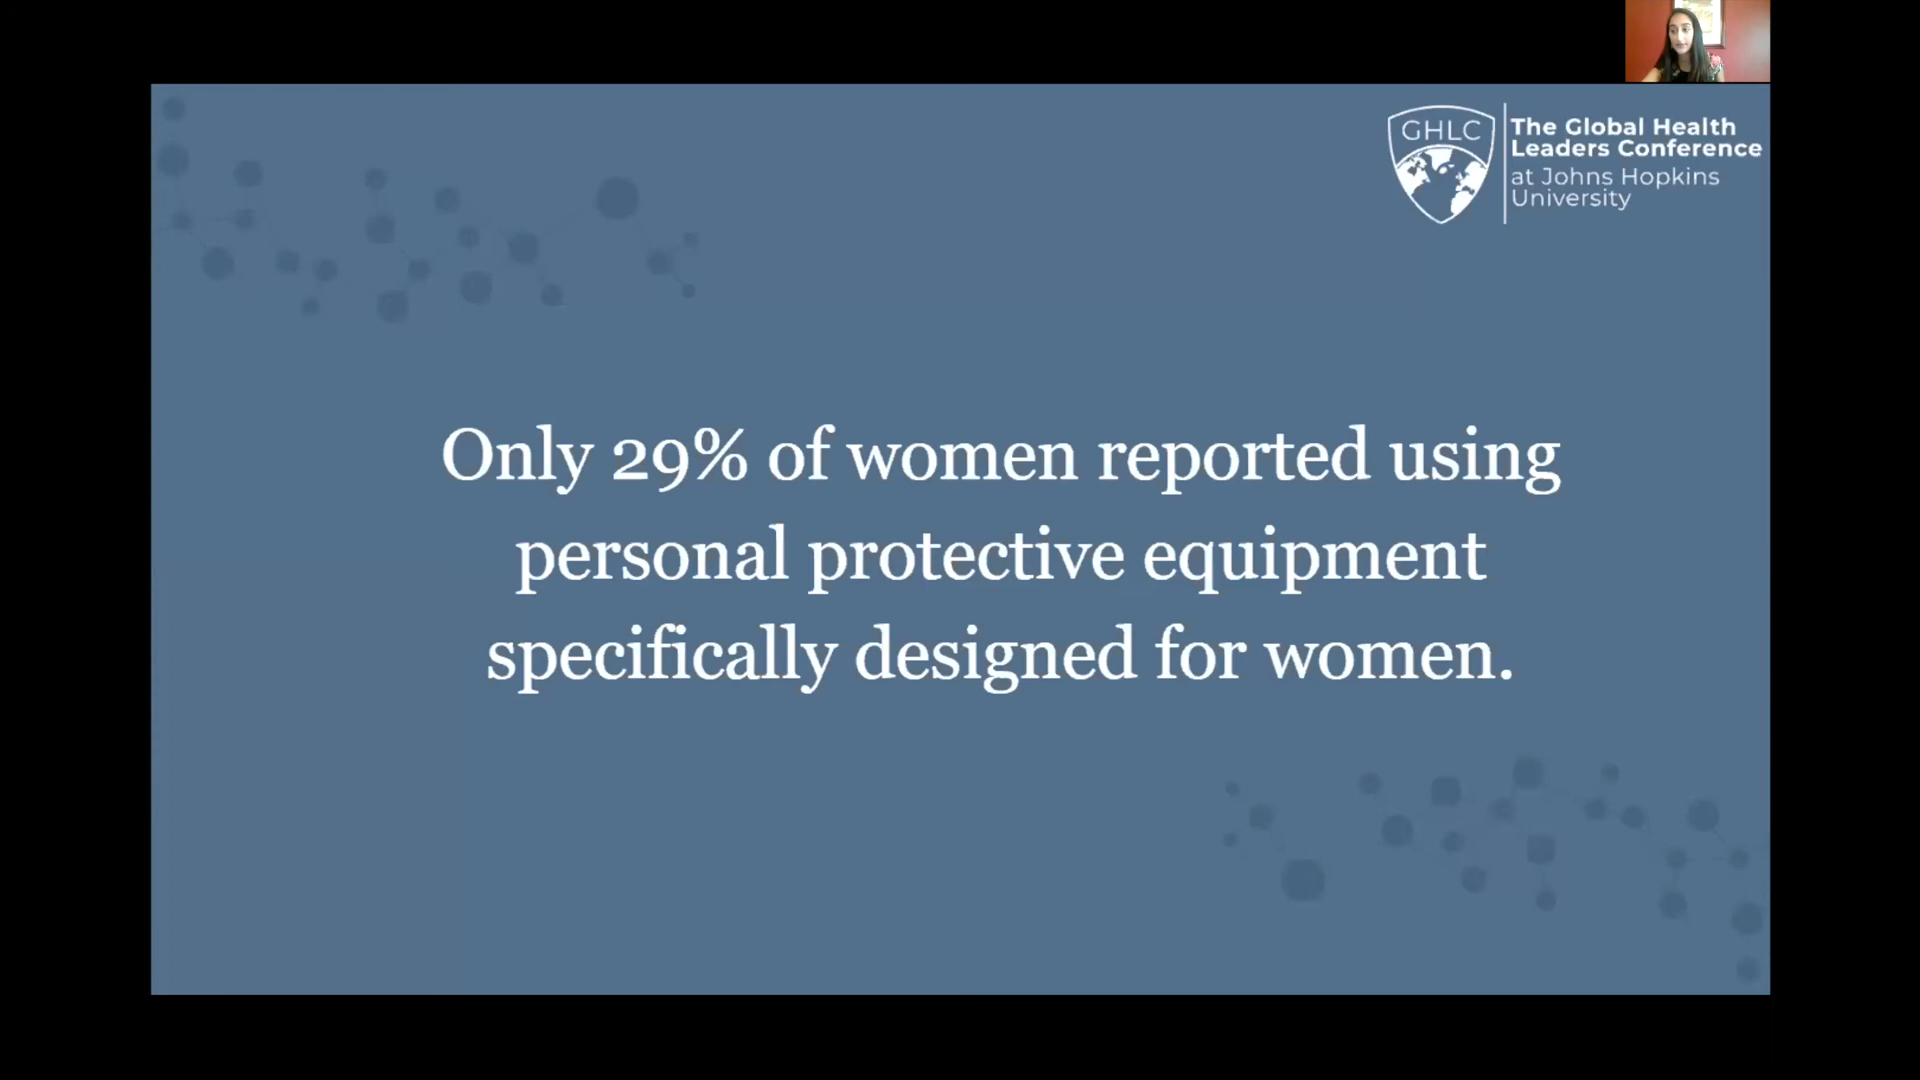 GHLC
The Global Health
Leaders Conference
at Johns Hopkins
University
Only 29% of women reported using
personal protective equipment
specifically designed for women.